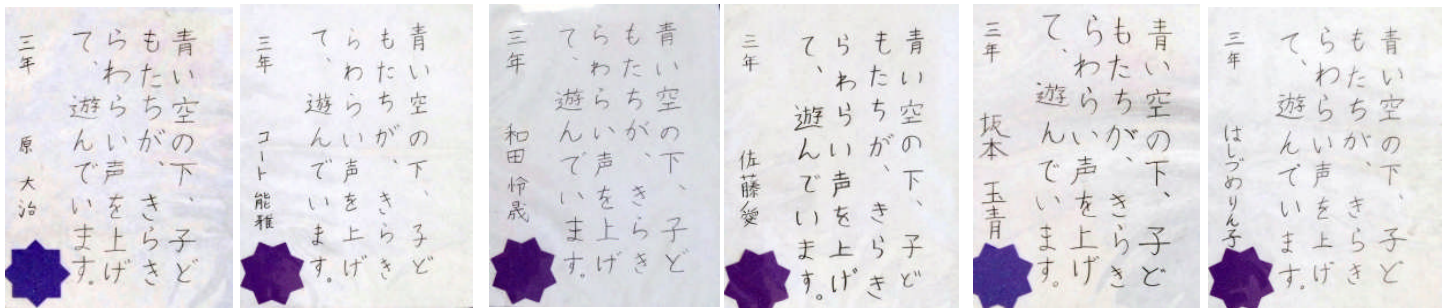 青い空の下、子ど
もたちが、きらき
らわらい声を上げ
て、遊んでいます。
三年 原 大治
青い空の下、子ど
もたちが、きらき
らわらい声を上げ
て、遊んでいます。
三年 コート能雅
青い空の下、子ど
もたちが、きらき
らわらい声を上げ
て、遊んでいます。
三年 和田怜晟
青い空の下、子ど
もたちが、きらき
らわらい声を上げ
て、遊んでいます。
三年 佐藤愛
青い空の下、子ど
もたちが、きらき
らわらい声を上げ
て、遊んでいます。
三年 坂本 玉青
青い空の下、子ど
もたちが、きらき
らわらい声を上げ
て、遊んでいます。
三年 はしづめりん子